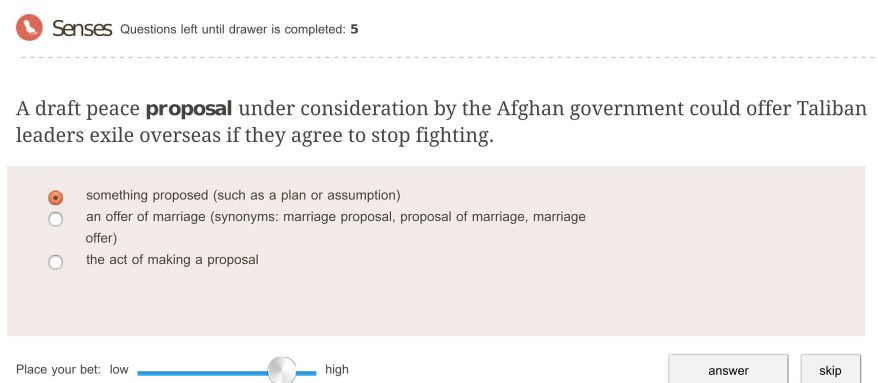 Senses Questions left until drawer is completed: 5
A draft peace proposal under consideration by the Afghan government could offer Taliban
leaders exile overseas if they agree to stop fighting.
something proposed (such as a plan or assumption)
an offer of marriage (synonyms: marriage proposal, proposal of marriage, marriage
offer)
the act of making a proposal
Place your bet: low high answer skip